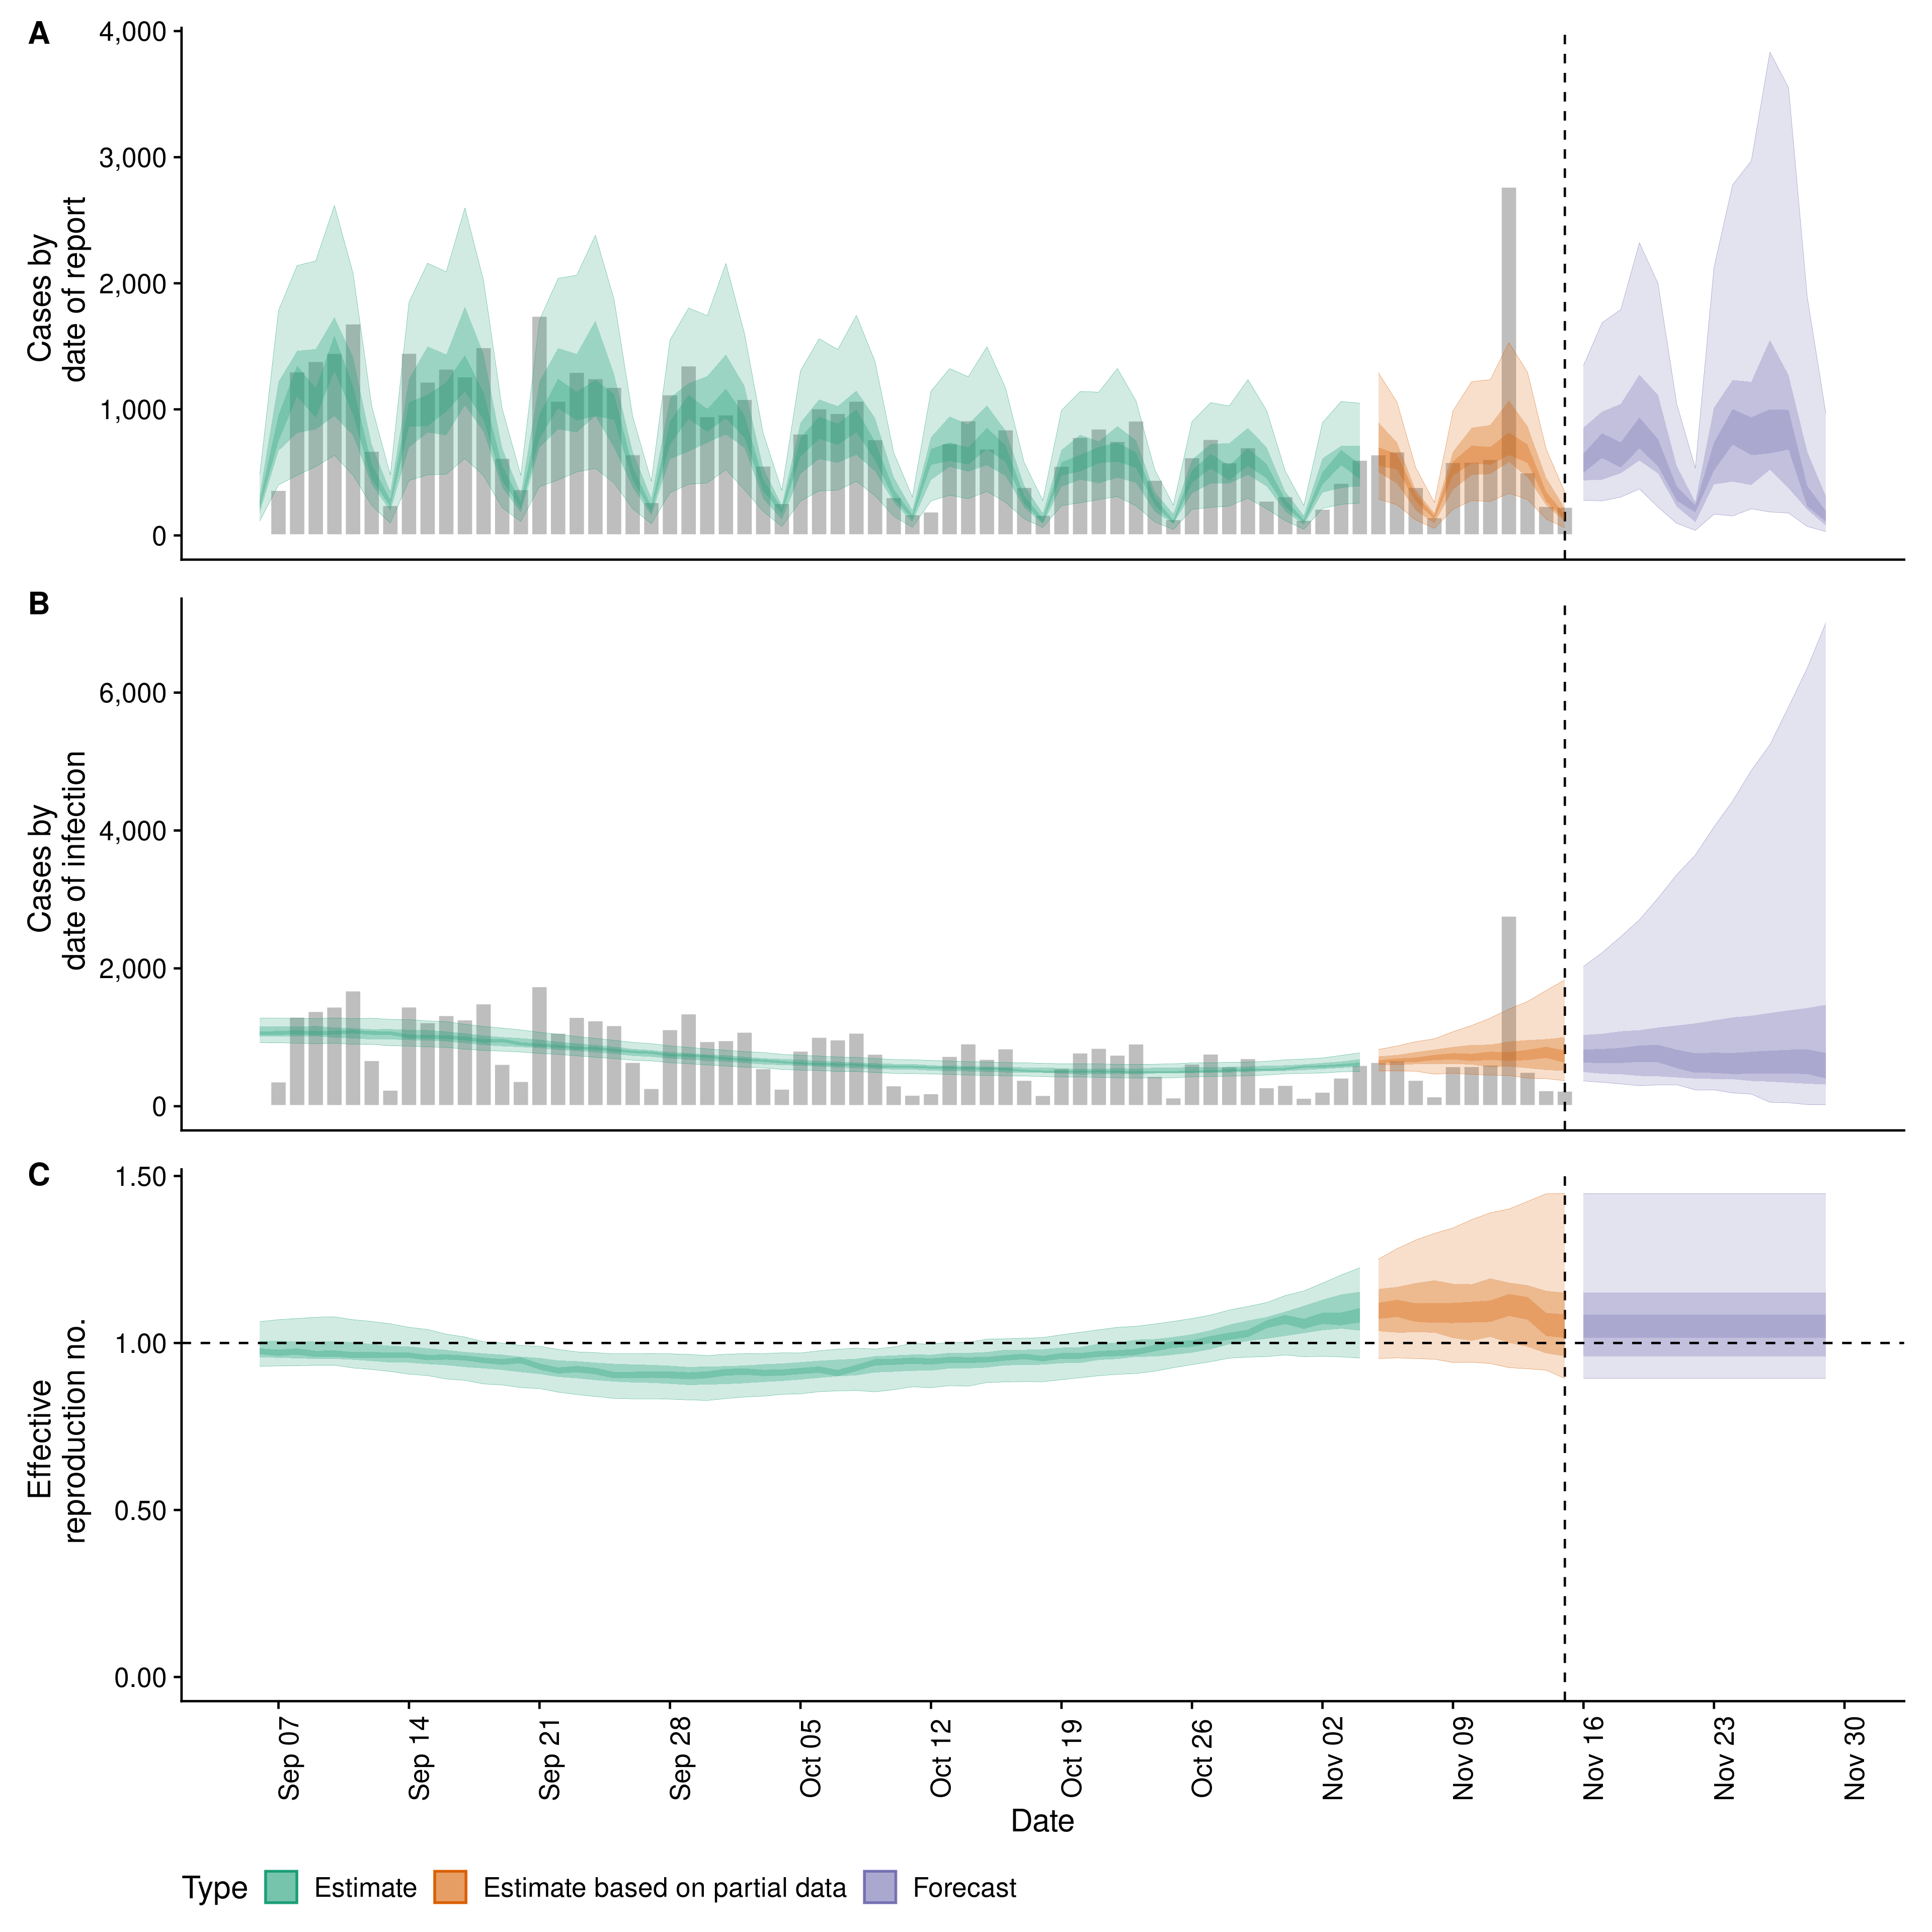 A
4,000
3,000
2,000
1,000
0
Cases by
date of report
B
6,000
4,000
2,000
0
Cases by
date of infection
C
1.50
1.00
0.50
0.00
Effective
reproduction no.
Sep 07
Sep 14
Sep 21
Sep 28
Oct 05
Oct 12
Oct 19
Oct 26
Nov 02
Nov 09
Nov 16
Nov 23
Nov 30
Date
Type Estimate Estimate based on partial data Forecast